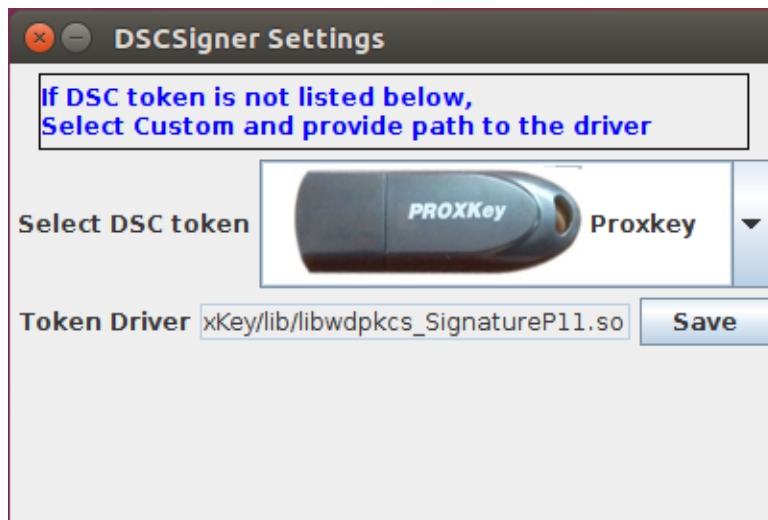 DSCSigner Settings
If DSC token is not listed below,
Select Custom and provide path to the driver
Select DSC token PROXKey Proxkey
Token Driver xKey/lib/libwdpkcs_SignatureP11.so Save